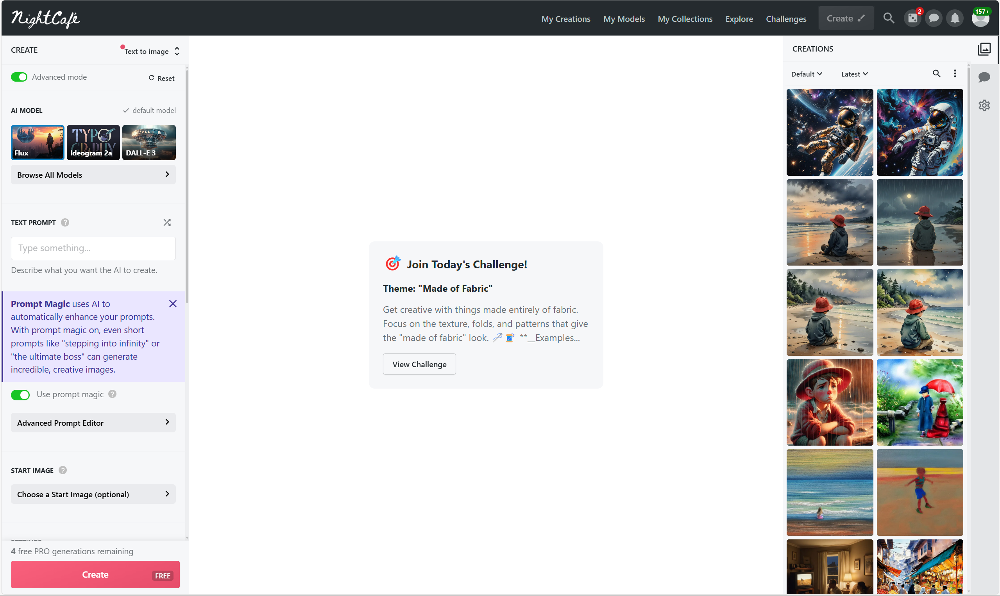 NightCafé
My Creations
My Models
My Collections
Explore
Challenges
Create
2
157+
CREATE
Text to image
Advanced mode
Reset
AI MODEL
default model
TYPO
GRAPHY
DALL-E 3
Flux
Ideogram 2a
DALL-E 3
Browse All Models
TEXT PROMPT
?
Type something...
Describe what you want the AI to create.
Prompt Magic uses AI to
automatically enhance your prompts.
With prompt magic on, even short
prompts like "stepping into infinity" or
"the ultimate boss" can generate
incredible, creative images.
Use prompt magic
?
Advanced Prompt Editor
START IMAGE
?
Choose a Start Image (optional)
SETTINGS
4 free PRO generations remaining
Create
FREE
Join Today's Challenge!
Theme: "Made of Fabric"
Get creative with things made entirely of fabric.
Focus on the texture, folds, and patterns that give
the "made of fabric" look. 🪡 🧵 **__Examples...
View Challenge
CREATIONS
Default
Latest